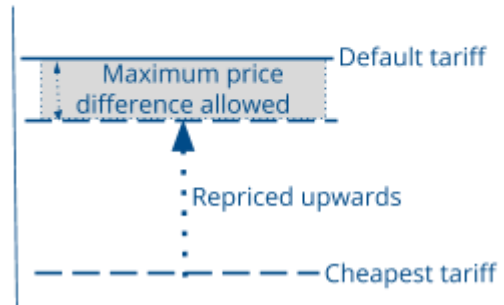 Default tariff
Maximum price
difference allowed
Repriced upwards
Cheapest tariff